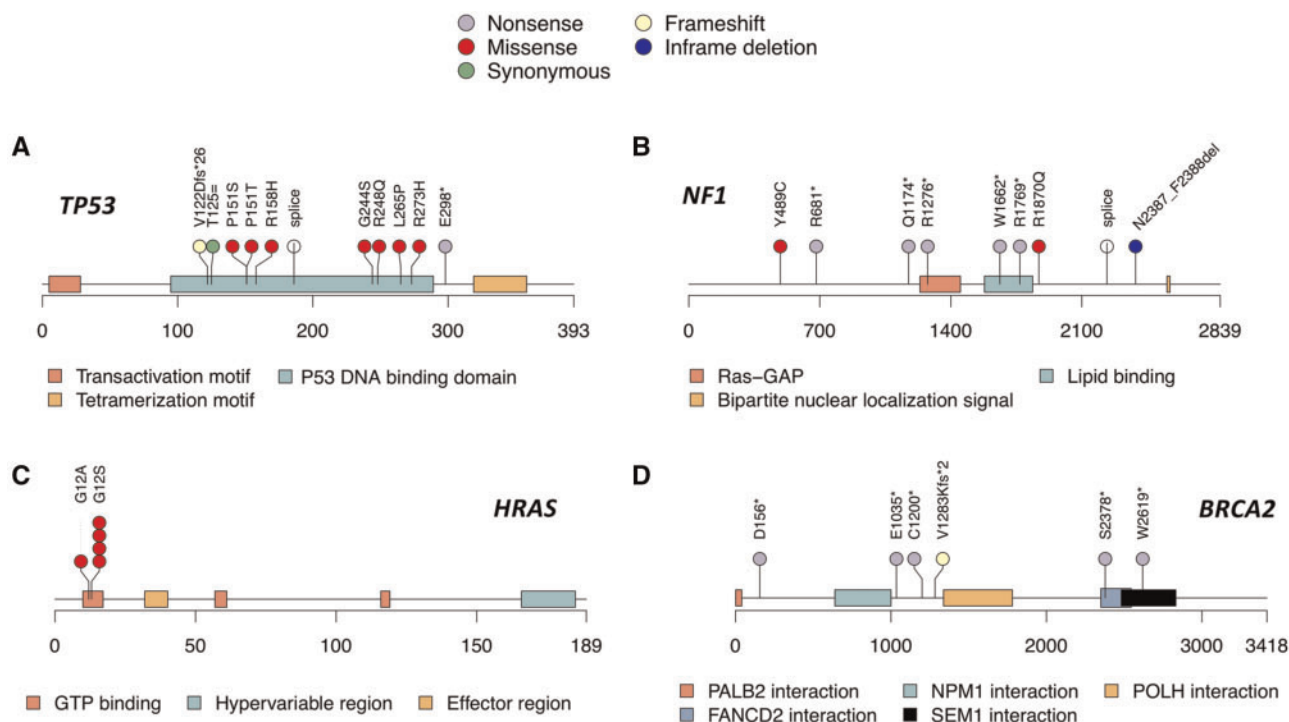 Nonsense
Frameshift
Missense
Inframe deletion
Synonymous
A
TP53
V122Dfs*26
T125=
P151S
P151T
R158H
splice
G244S
R248Q
L265P
R273H
E298*
0 100 200 300 393
Transactivation motif
P53 DNA binding domain
Tetramerization motif
B
NF1
Y489C
R681*
Q1174*
R1276*
W1662*
R1769*
R1870Q
splice
N2387_F2388del
0 700 1400 2100 2839
Ras–GAP
Lipid binding
Bipartite nuclear localization signal
C
HRAS
G12A
G12S
0 50 100 150 189
GTP binding
Hypervariable region
Effector region
D
BRCA2
D156*
E1035*
C1200*
V1283Kfs*2
S2378*
W2619*
0 1000 2000 3000 3418
PALB2 interaction
NPM1 interaction
POLH interaction
FANCD2 interaction
SEM1 interaction